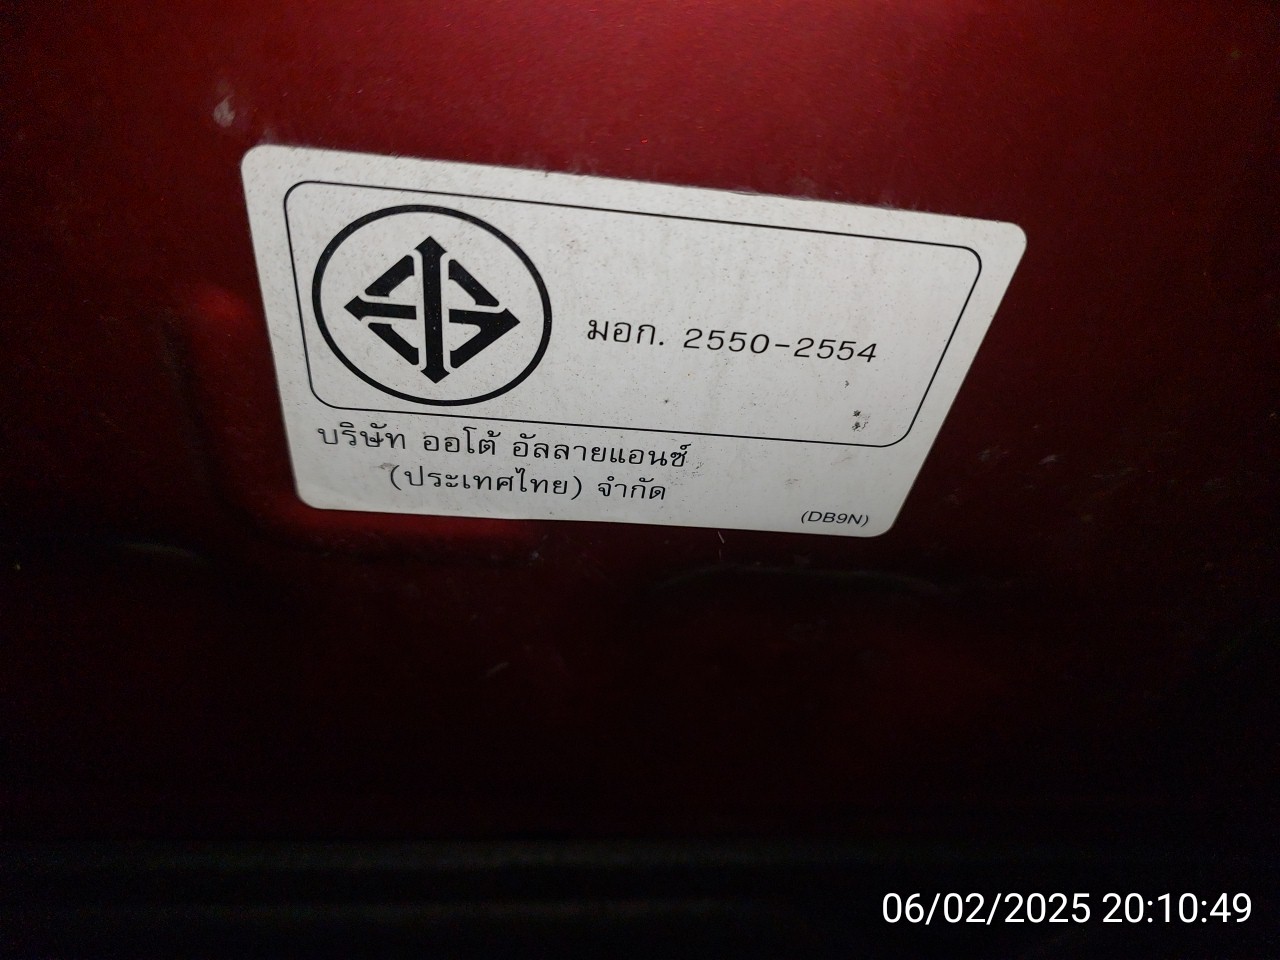 มอก. 2550-2554
บริษัท ออโต้ อัลลายแอนซ์
(ประเทศไทย) จำกัด
(DB9N)
06/02/2025 20:10:49